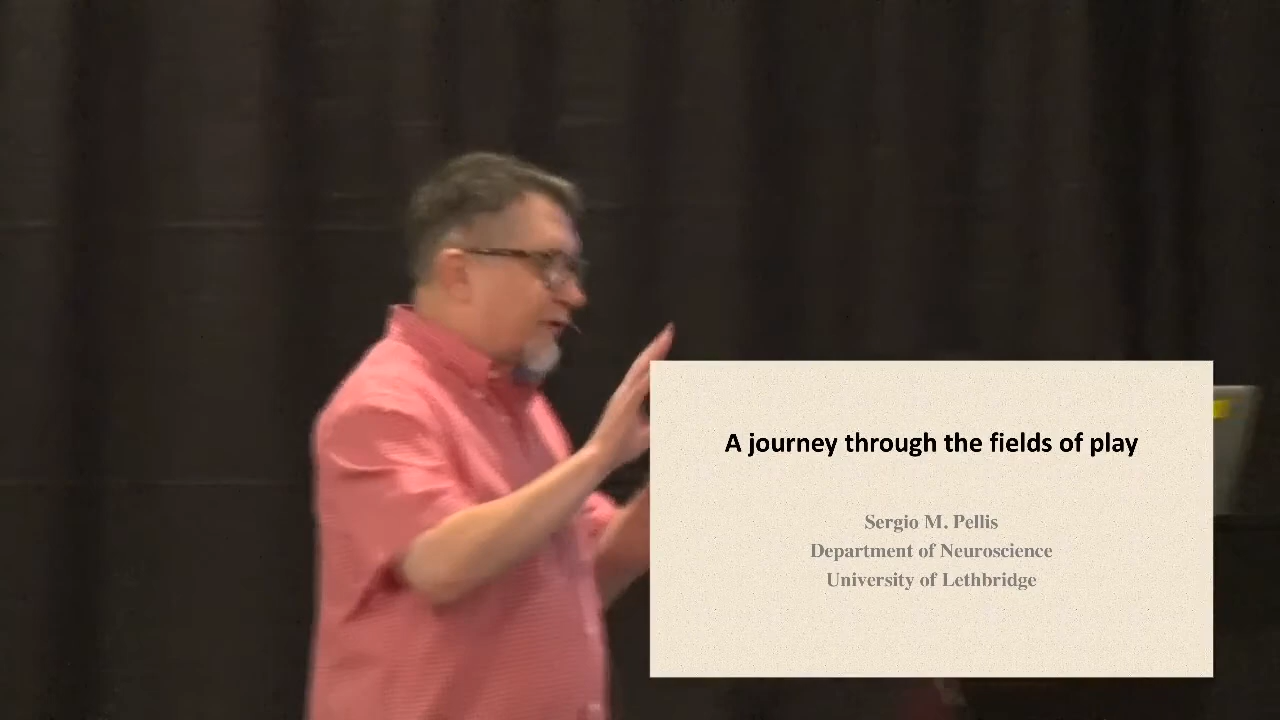 A journey through the fields of play
Sergio M. Pellis
Department of Neuroscience
University of Lethbridge